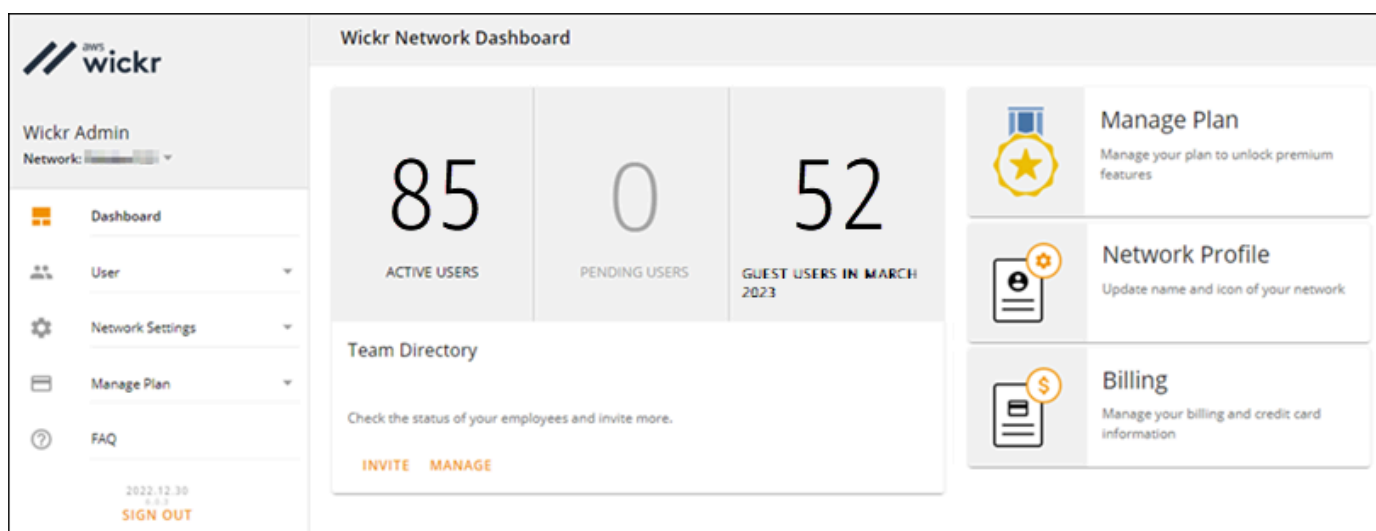 aws
wickr
Wickr Admin
Network:
Dashboard
User
Network Settings
Manage Plan
FAQ
2022.12.30
SIGN OUT
Wickr Network Dashboard
85
ACTIVE USERS
0
PENDING USERS
52
GUEST USERS IN MARCH
2023
Team Directory
Check the status of your employees and invite more.
INVITE MANAGE
Manage Plan
Manage your plan to unlock premium
features
Network Profile
Update name and icon of your network
$
Billing
Manage your billing and credit card
information